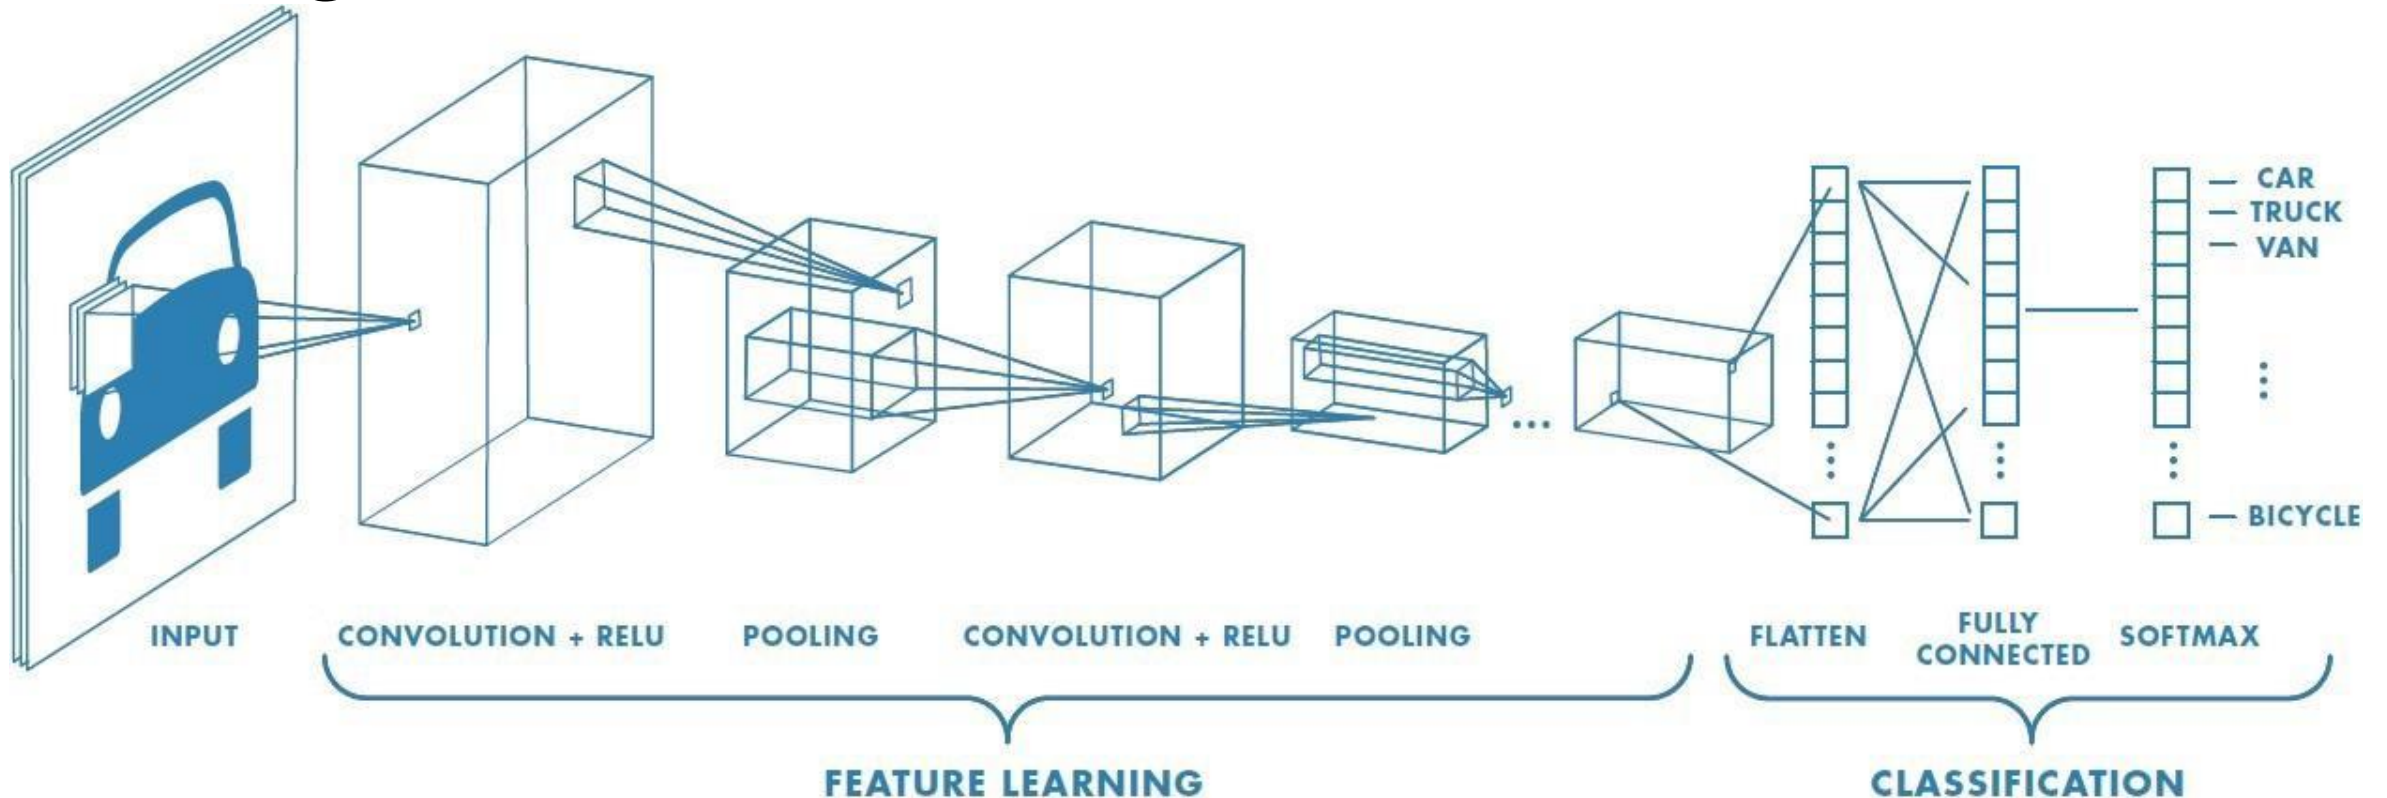 CAR
TRUCK
VAN
BICYCLE
INPUT
CONVOLUTION + RELU
POOLING
CONVOLUTION + RELU
POOLING
FLATTEN
FULLY
CONNECTED
SOFTMAX
FEATURE LEARNING
CLASSIFICATION